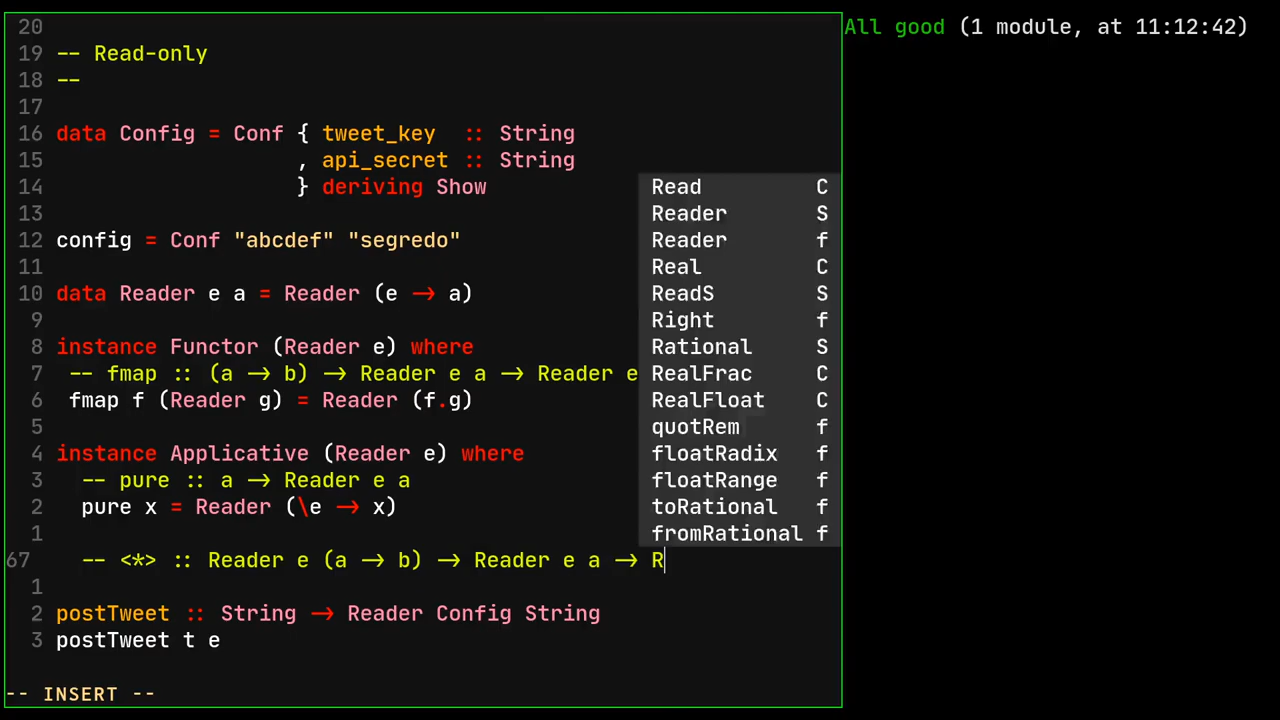 20
19 -- Read-only
18 --
17
16 data Config = Conf { tweet_key :: String
15 , api_secret :: String
14 } deriving Show
13
12 config = Conf "abcdef" "segredo"
11
10 data Reader e a = Reader (e -> a)
9
8 instance Functor (Reader e) where
7 -- fmap :: (a -> b) -> Reader e a -> Reader e
6 fmap f (Reader g) = Reader (f.g)
5
4 instance Applicative (Reader e) where
3 -- pure :: a -> Reader e a
2 pure x = Reader (\e -> x)
1
67 -- <*> :: Reader e (a -> b) -> Reader e a -> R
1
2 postTweet :: String -> Reader Config String
3 postTweet t e
-- INSERT --
Read C
Reader S
Reader f
Real C
ReadS S
Right f
Rational S
RealFrac C
RealFloat C
quotRem f
floatRadix f
floatRange f
toRational f
fromRational f
All good (1 module, at 11:12:42)